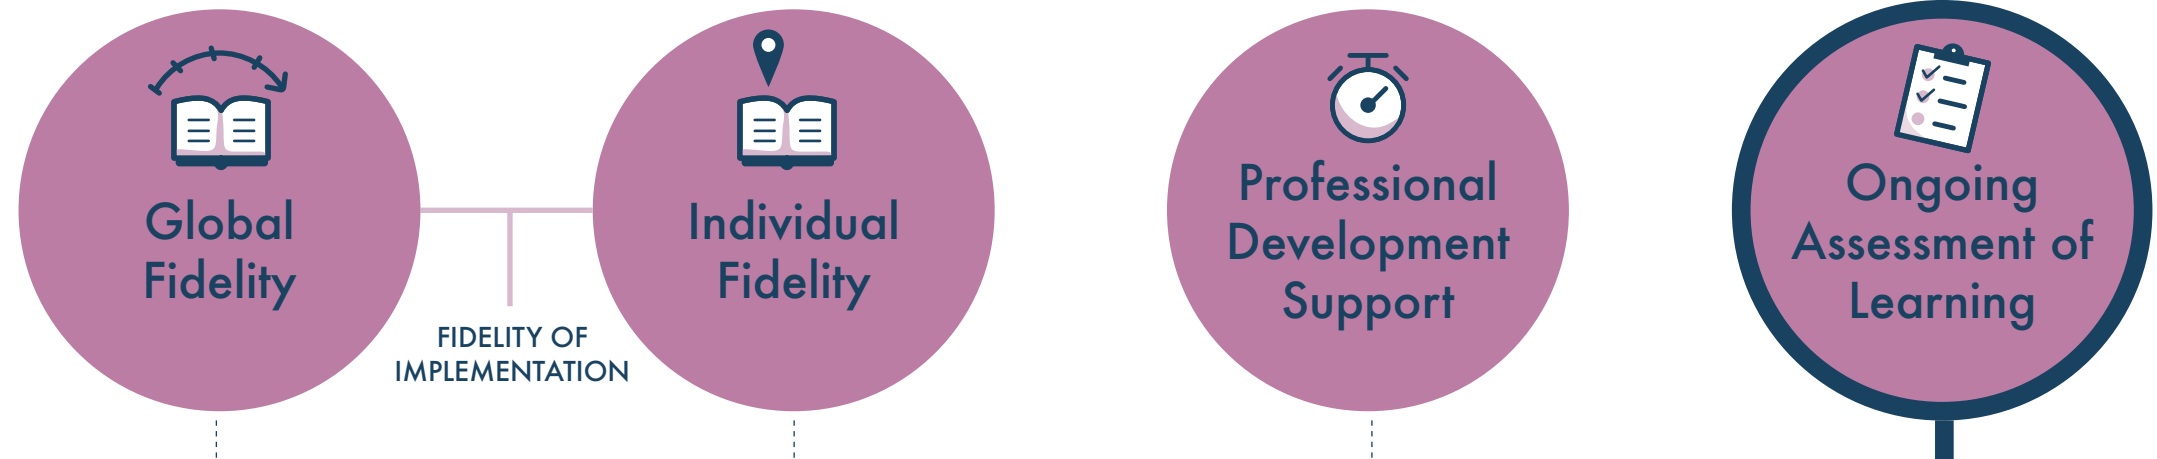 Global
Fidelity
FIDELITY OF
IMPLEMENTATION
Individual
Fidelity
Professional
Development
Support
Ongoing
Assessment of
Learning